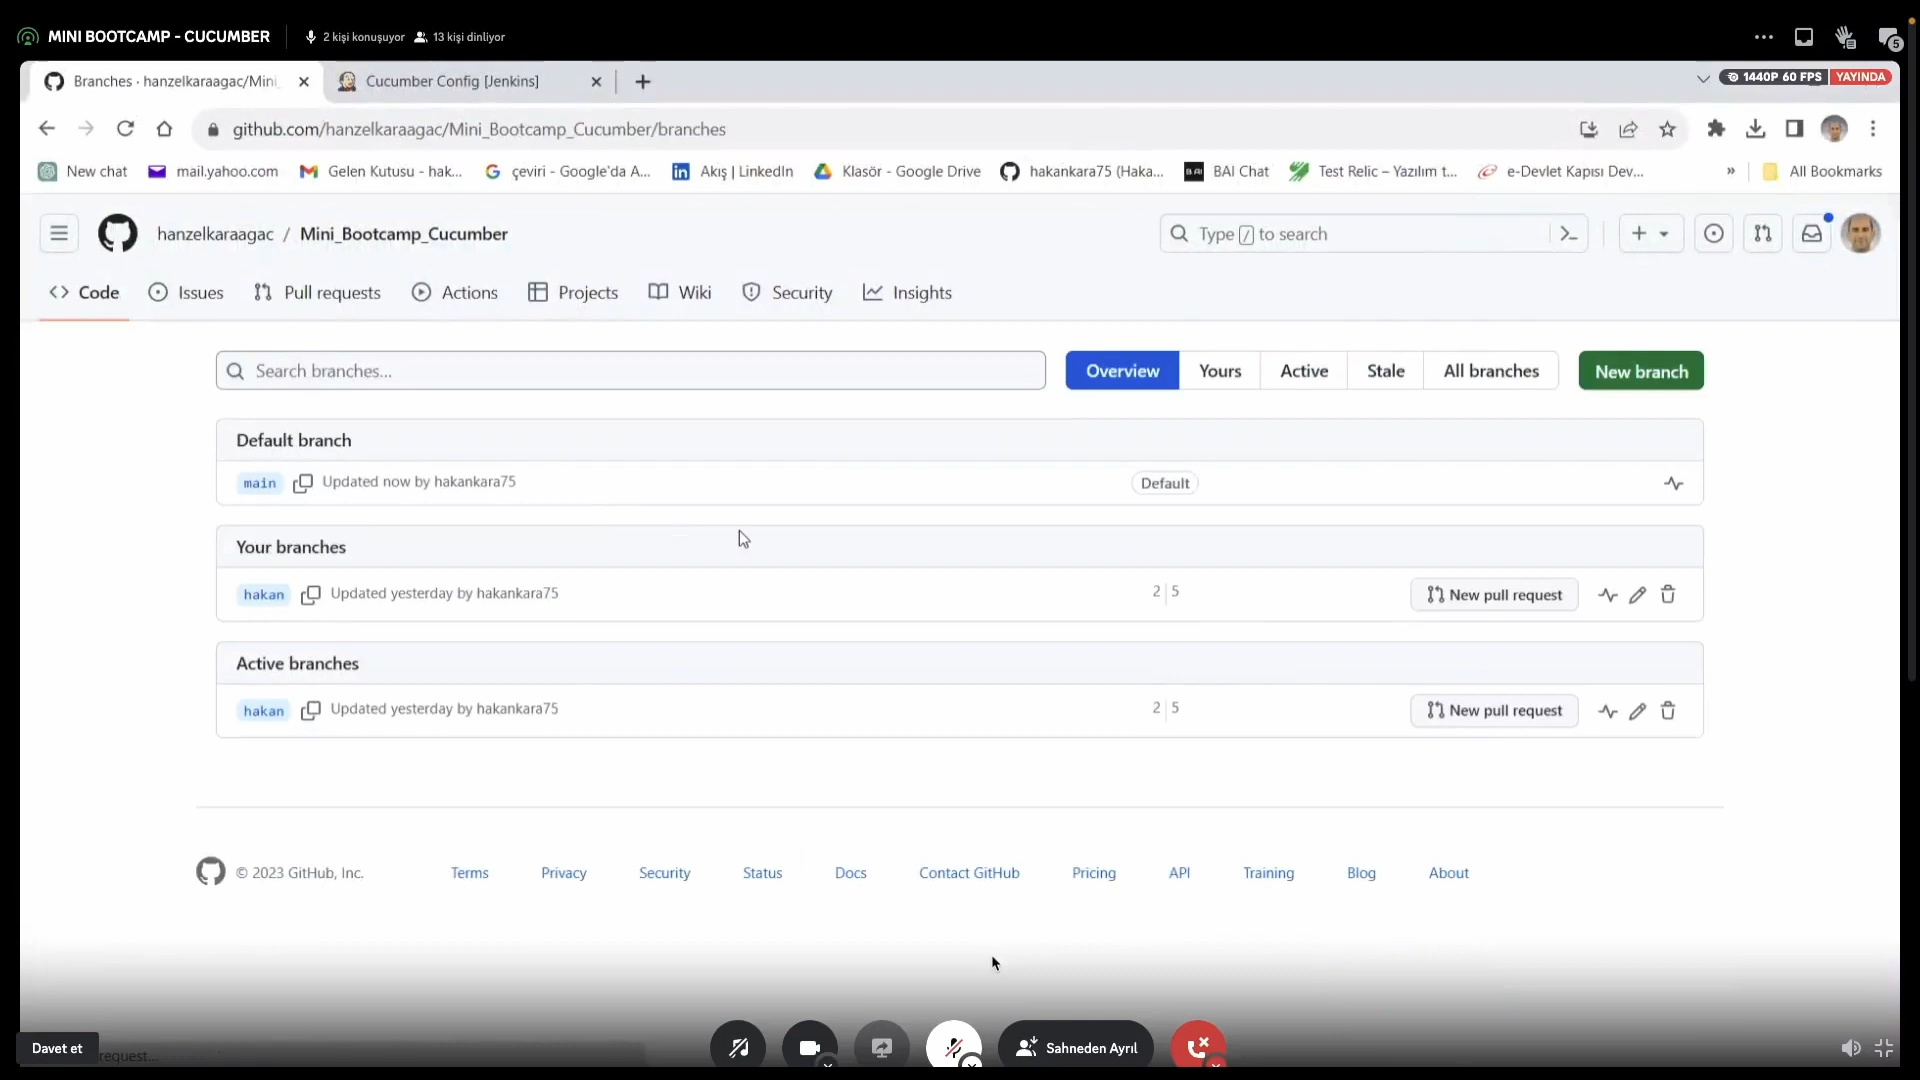 MINI BOOTCAMP - CUCUMBER 2 kişi konuşuyor 13 kişi dinliyor 5
Branches · hanzelkaraagac/Mini_ Cucumber Config [Jenkins] 1440P 60 FPS YAYINDA
github.com/hanzelkaraagac/Mini_Bootcamp_Cucumber/branches
New chat mail.yahoo.com Gelen Kutusu - hak... çeviri - Google'da A... Akış | LinkedIn Klasör - Google Drive hakankara75 (Haka... BAI BAI Chat Test Relic – Yazılım t... e-Devlet Kapısı Dev... » All Bookmarks
hanzelkaraagac / Mini_Bootcamp_Cucumber Type / to search
Code Issues Pull requests Actions Projects Wiki Security Insights
Search branches... Overview Yours Active Stale All branches New branch
Default branch
main Updated now by hakankara75 Default
Your branches
hakan Updated yesterday by hakankara75 2 | 5 New pull request
Active branches
hakan Updated yesterday by hakankara75 2 | 5 New pull request
© 2023 GitHub, Inc. Terms Privacy Security Status Docs Contact GitHub Pricing API Training Blog About
Davet et request... Sahneden Ayrıl